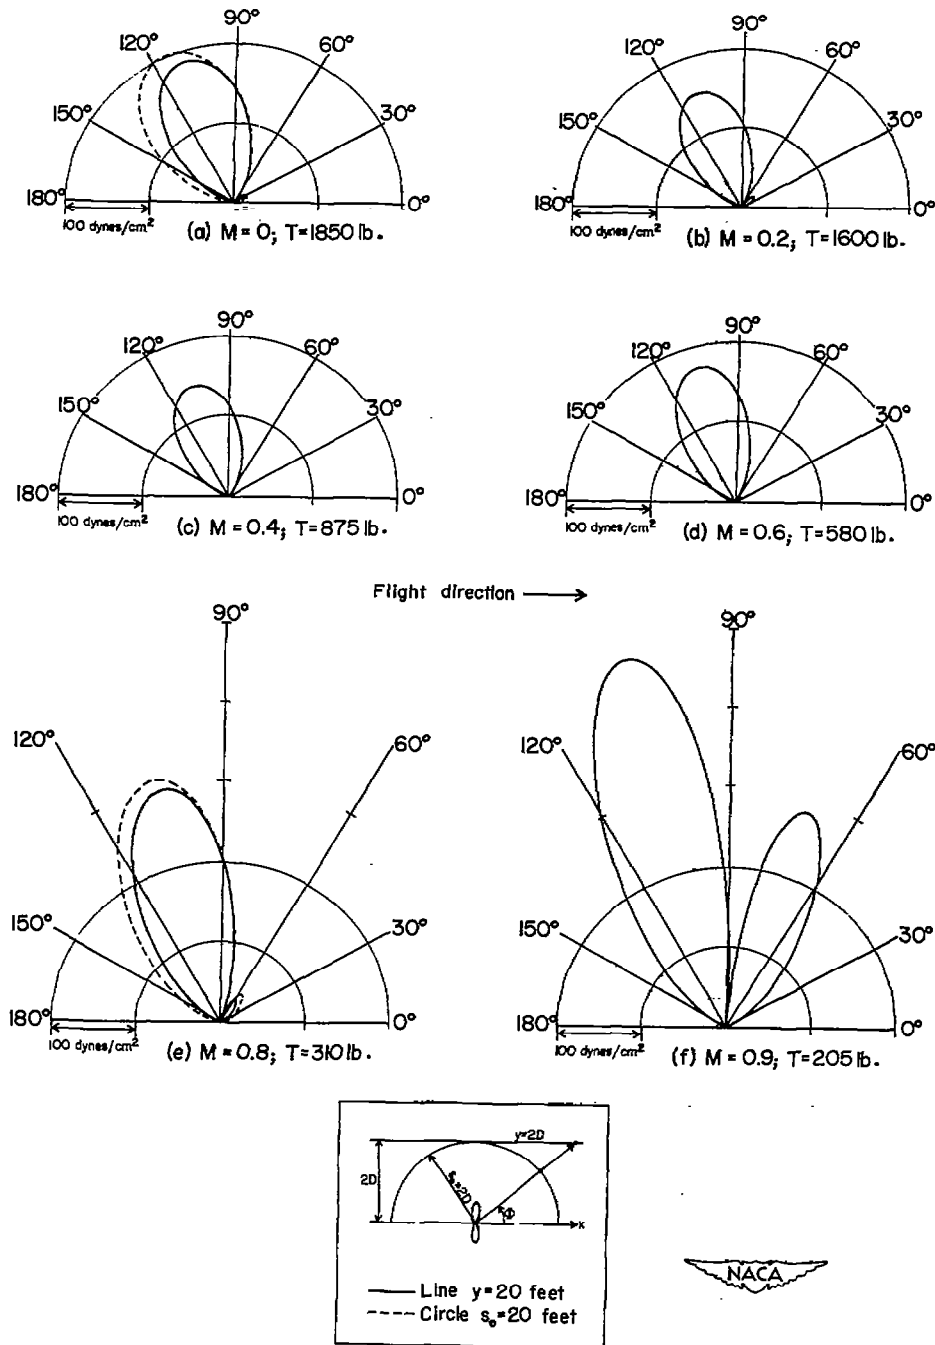 90°
120°
60°
150°
30°
180°
0°
100 dynes/cm²
(a) M = 0; T=1850 lb.
90°
120°
60°
150°
30°
180°
0°
100 dynes/cm²
(b) M = 0.2; T=1600 lb.
90°
120°
60°
150°
30°
180°
0°
100 dynes/cm²
(c) M = 0.4; T=875 lb.
90°
120°
60°
150°
30°
180°
0°
100 dynes/cm²
(d) M = 0.6; T=580 lb.
Flight direction
90°
120°
60°
150°
30°
180°
0°
100 dynes/cm²
(e) M = 0.8; T=310 lb.
90°
120°
60°
150°
30°
180°
0°
100 dynes/cm²
(f) M = 0.9; T=205 lb.
y=2D
2D
s₀=2D
Φ
x
Line y=20 feet
Circle s₀=20 feet
NACA